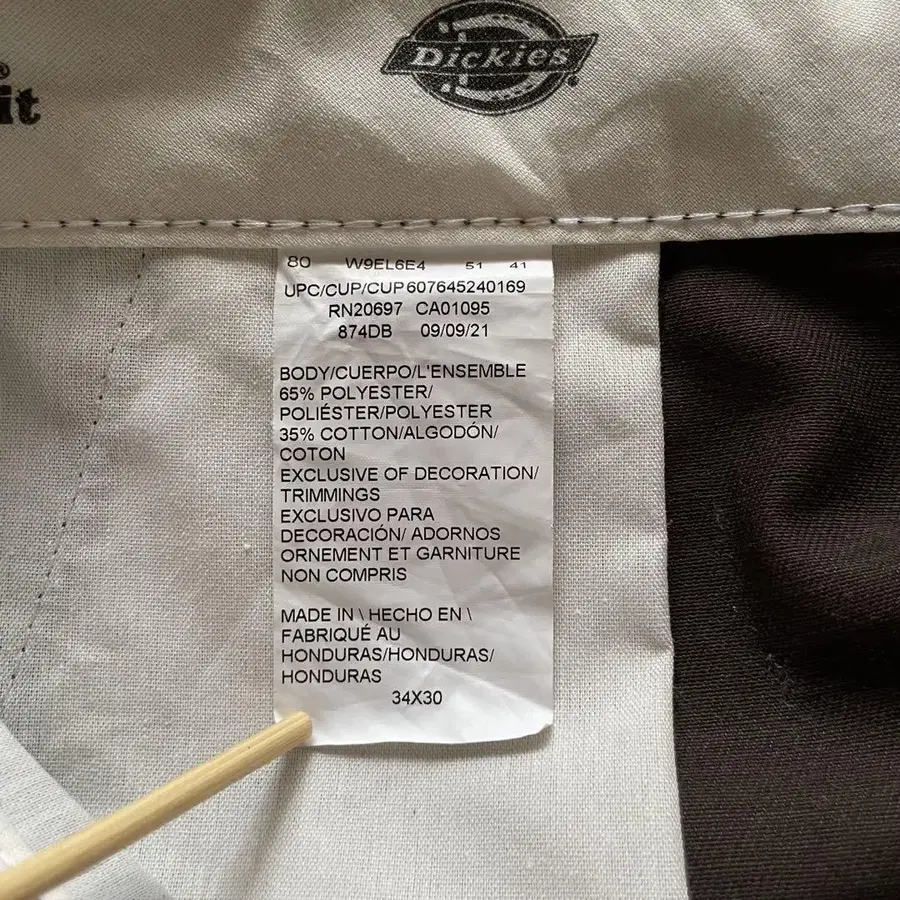 Dickies
®
it
80 W9EL6E4 51 41
UPC/CUP/CUP607645240169
RN20697 CA01095
874DB 09/09/21
BODY/CUERPO/L'ENSEMBLE
65% POLYESTER/
POLIÉSTER/POLYESTER
35% COTTON/ALGODÓN/
COTON
EXCLUSIVE OF DECORATION/
TRIMMINGS
EXCLUSIVO PARA
DECORACIÓN/ ADORNOS
ORNEMENT ET GARNITURE
NON COMPRIS
MADE IN \ HECHO EN \
FABRIQUÉ AU
HONDURAS/HONDURAS/
HONDURAS
34X30